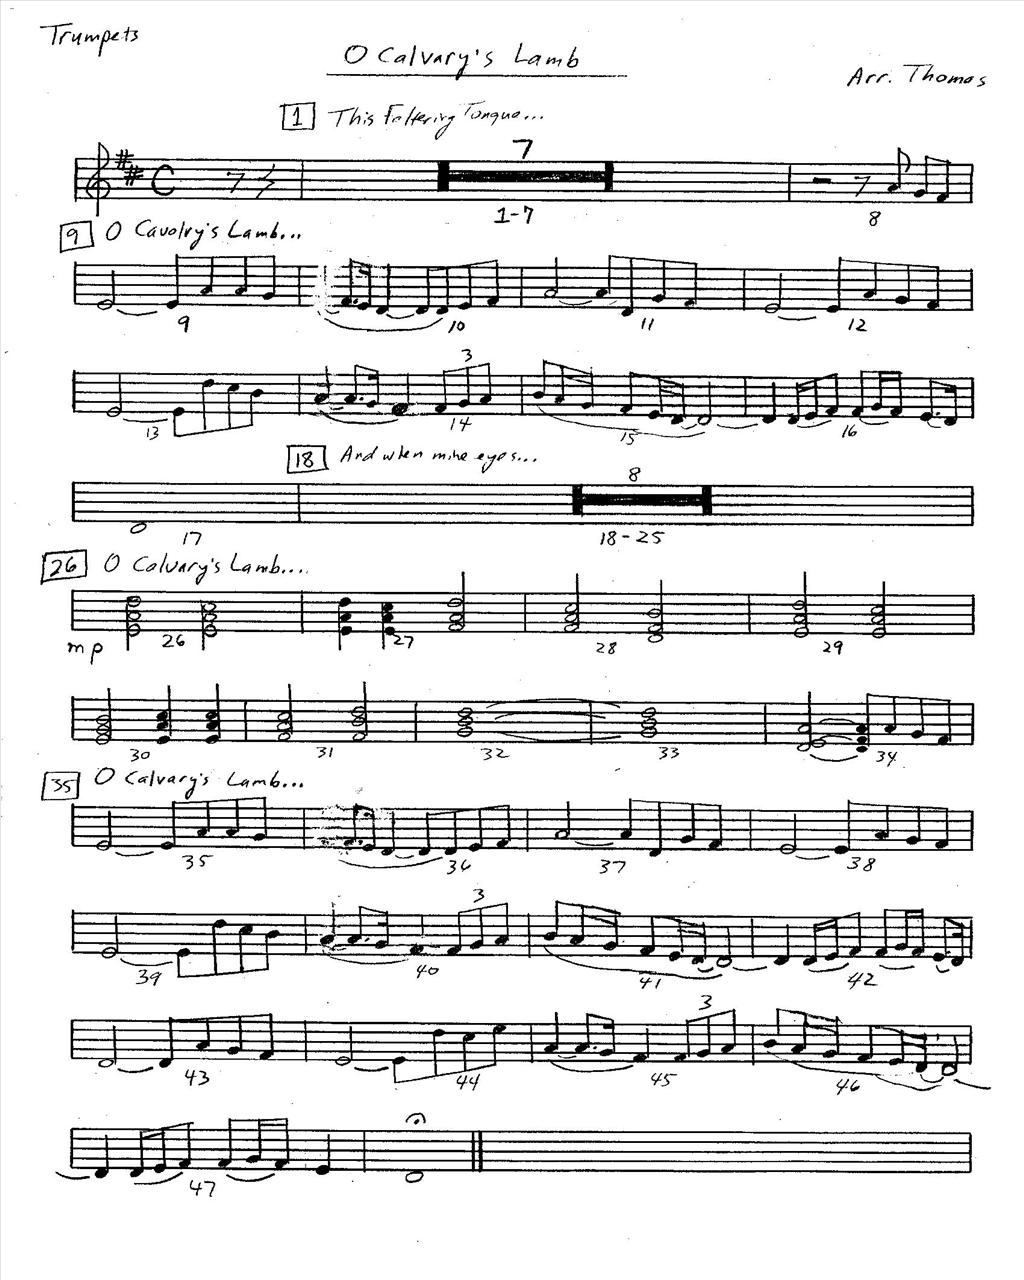 Trumpets
O Calvary's Lamb
Arr. Thomas
1 This Faltering Tongue...
7
1-7
8
9 O Cavolry's Lamb...
9 10 11 12
3
13 14 15 16
18 And when mine eyes...
8
17 18-25
26 O Calvary's Lamb...
mp 26 27 28 29
30 31 32 33 34
35 O Calvary's Lamb...
35 36 37 38
3
39 40 41 42
3
43 44 45 46
47